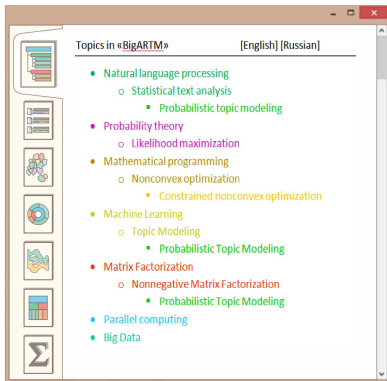 Topics in «BigARTM» [English] [Russian]
Natural language processing
Statistical text analysis
Probabilistic topic modeling
Probability theory
Likelihood maximization
Mathematical programming
Nonconvex optimization
Constrained nonconvex optimization
Machine Learning
Topic Modeling
Probabilistic Topic Modeling
Matrix Factorization
Nonnegative Matrix Factorization
Probabilistic Topic Modeling
Parallel computing
Big Data
Σ